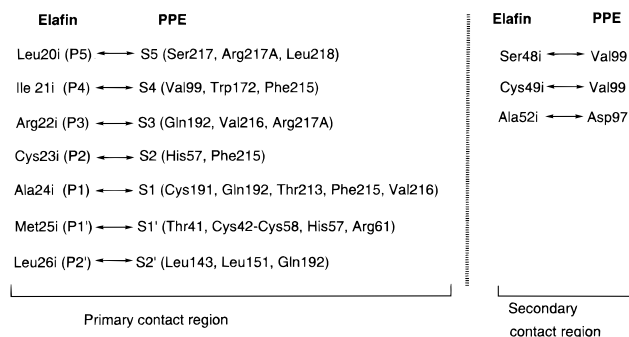 Elafin PPE
Leu20i (P5) ↔ S5 (Ser217, Arg217A, Leu218)
Ile 21i (P4) ↔ S4 (Val99, Trp172, Phe215)
Arg22i (P3) ↔ S3 (Gln192, Val216, Arg217A)
Cys23i (P2) ↔ S2 (His57, Phe215)
Ala24i (P1) ↔ S1 (Cys191, Gln192, Thr213, Phe215, Val216)
Met25i (P1') ↔ S1' (Thr41, Cys42-Cys58, His57, Arg61)
Leu26i (P2') ↔ S2' (Leu143, Leu151, Gln192)
Primary contact region
Elafin PPE
Ser48i ↔ Val99
Cys49i ↔ Val99
Ala52i ↔ Asp97
Secondary
contact region